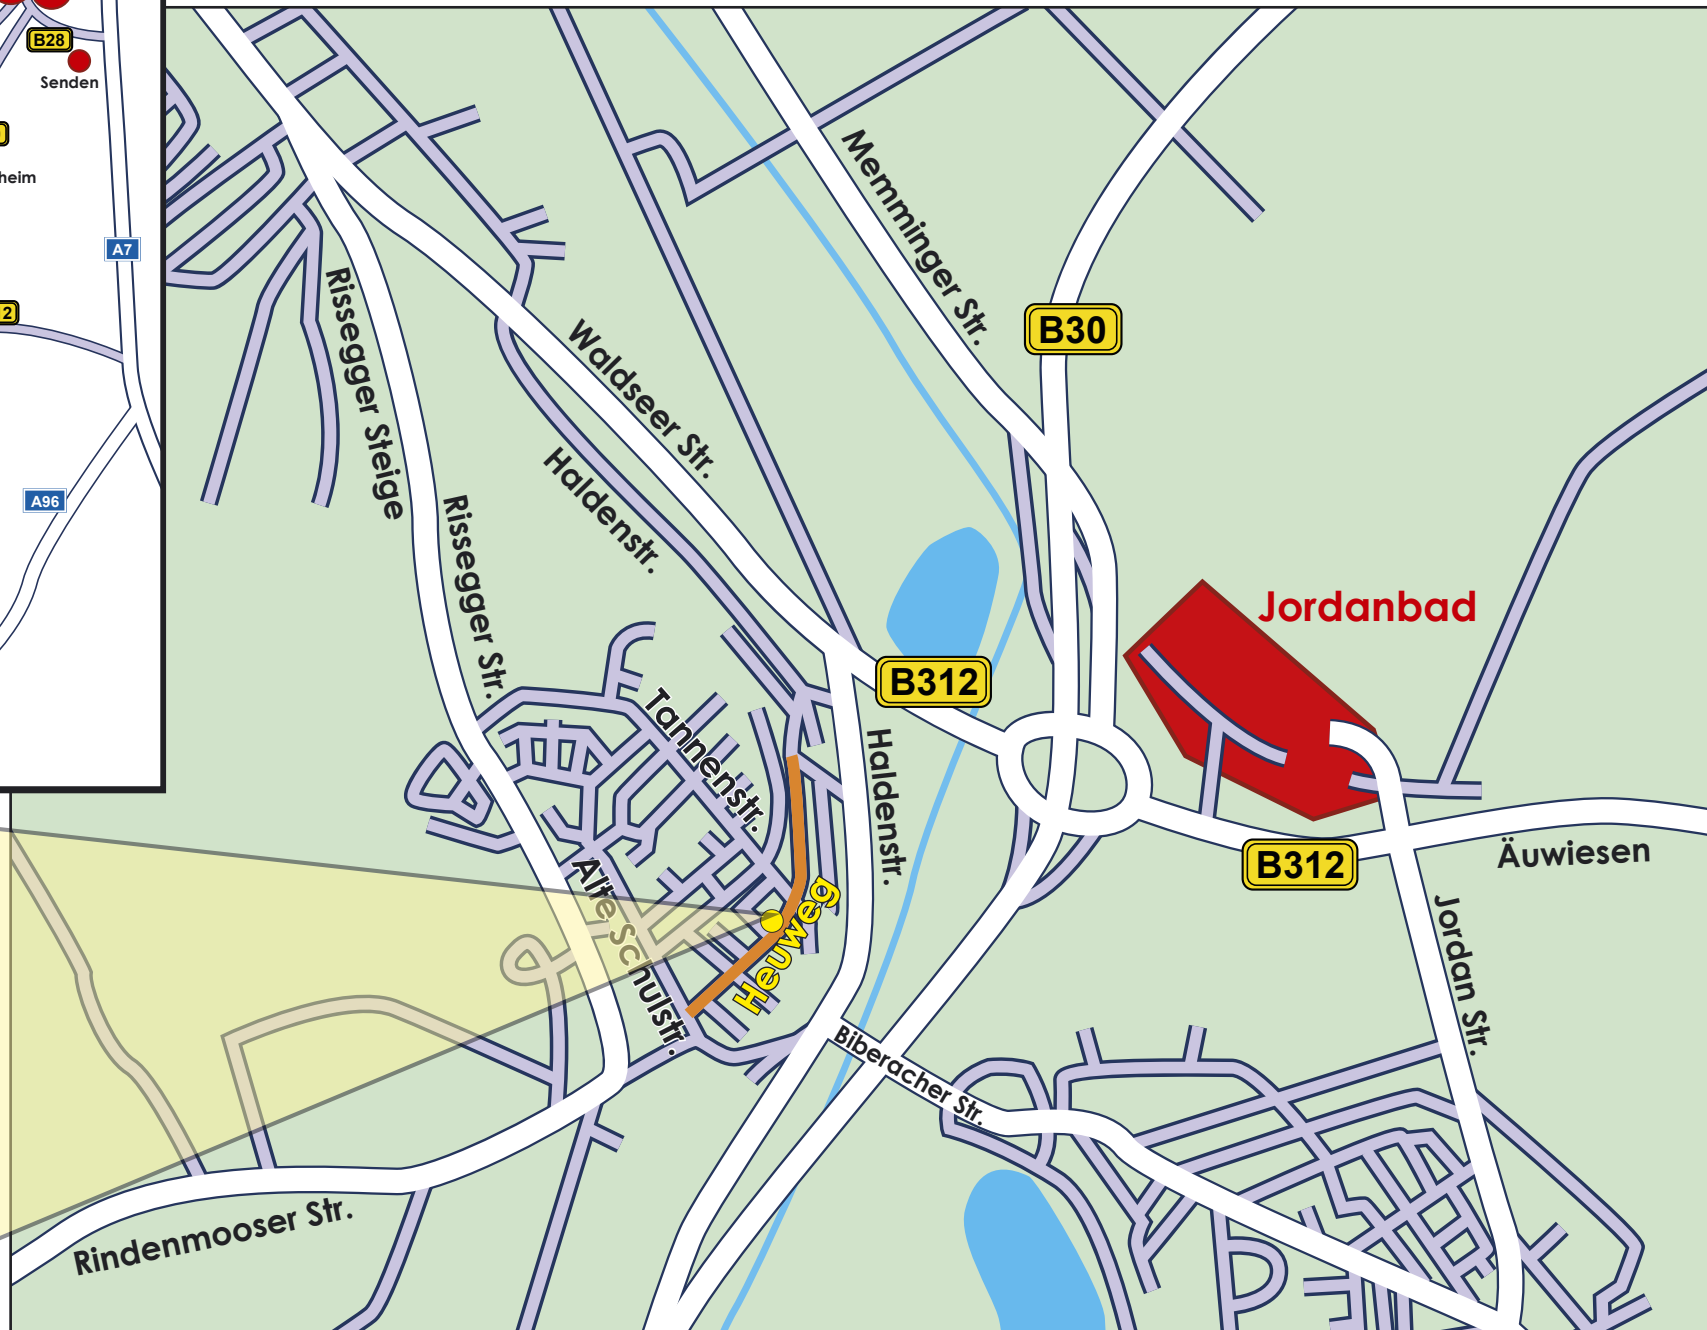 B28
Senden
heim
A7
2
A96
Memminger Str.
B30
Rissegger Steige
Waldseer Str.
Haldenstr.
Rissegger Str.
Jordanbad
B312
Tannenstr.
Haldenstr.
B312
Äuwiesen
Alte Schulstr.
Heuweg
Jordan Str.
Biberacher Str.
Rindenmooser Str.